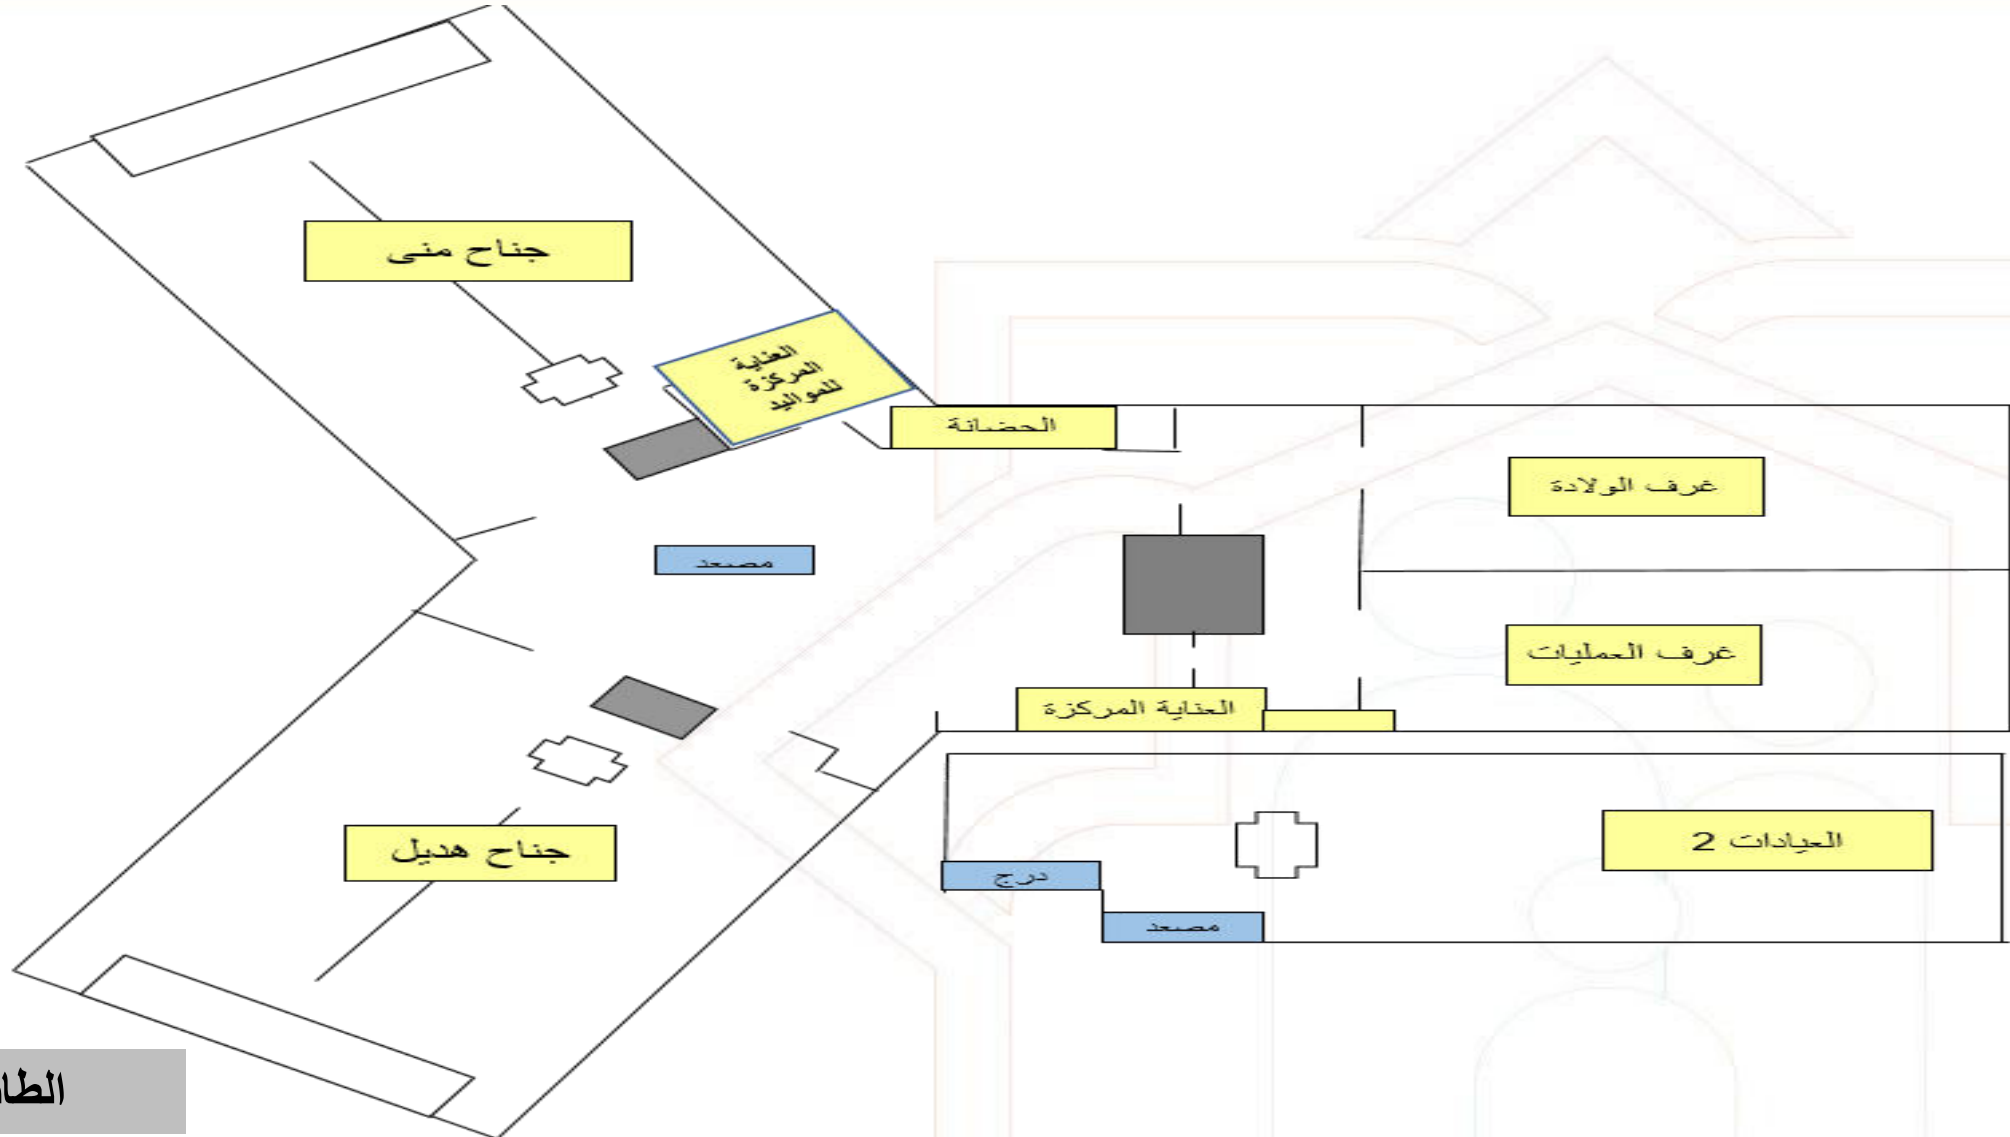 جناح منى
العناية
المركزة
للمواليد
الحضانة
غرف الولادة
مصعد
غرف العمليات
العناية المركزة
العيادات 2
جناح هديل
درج
مصعد